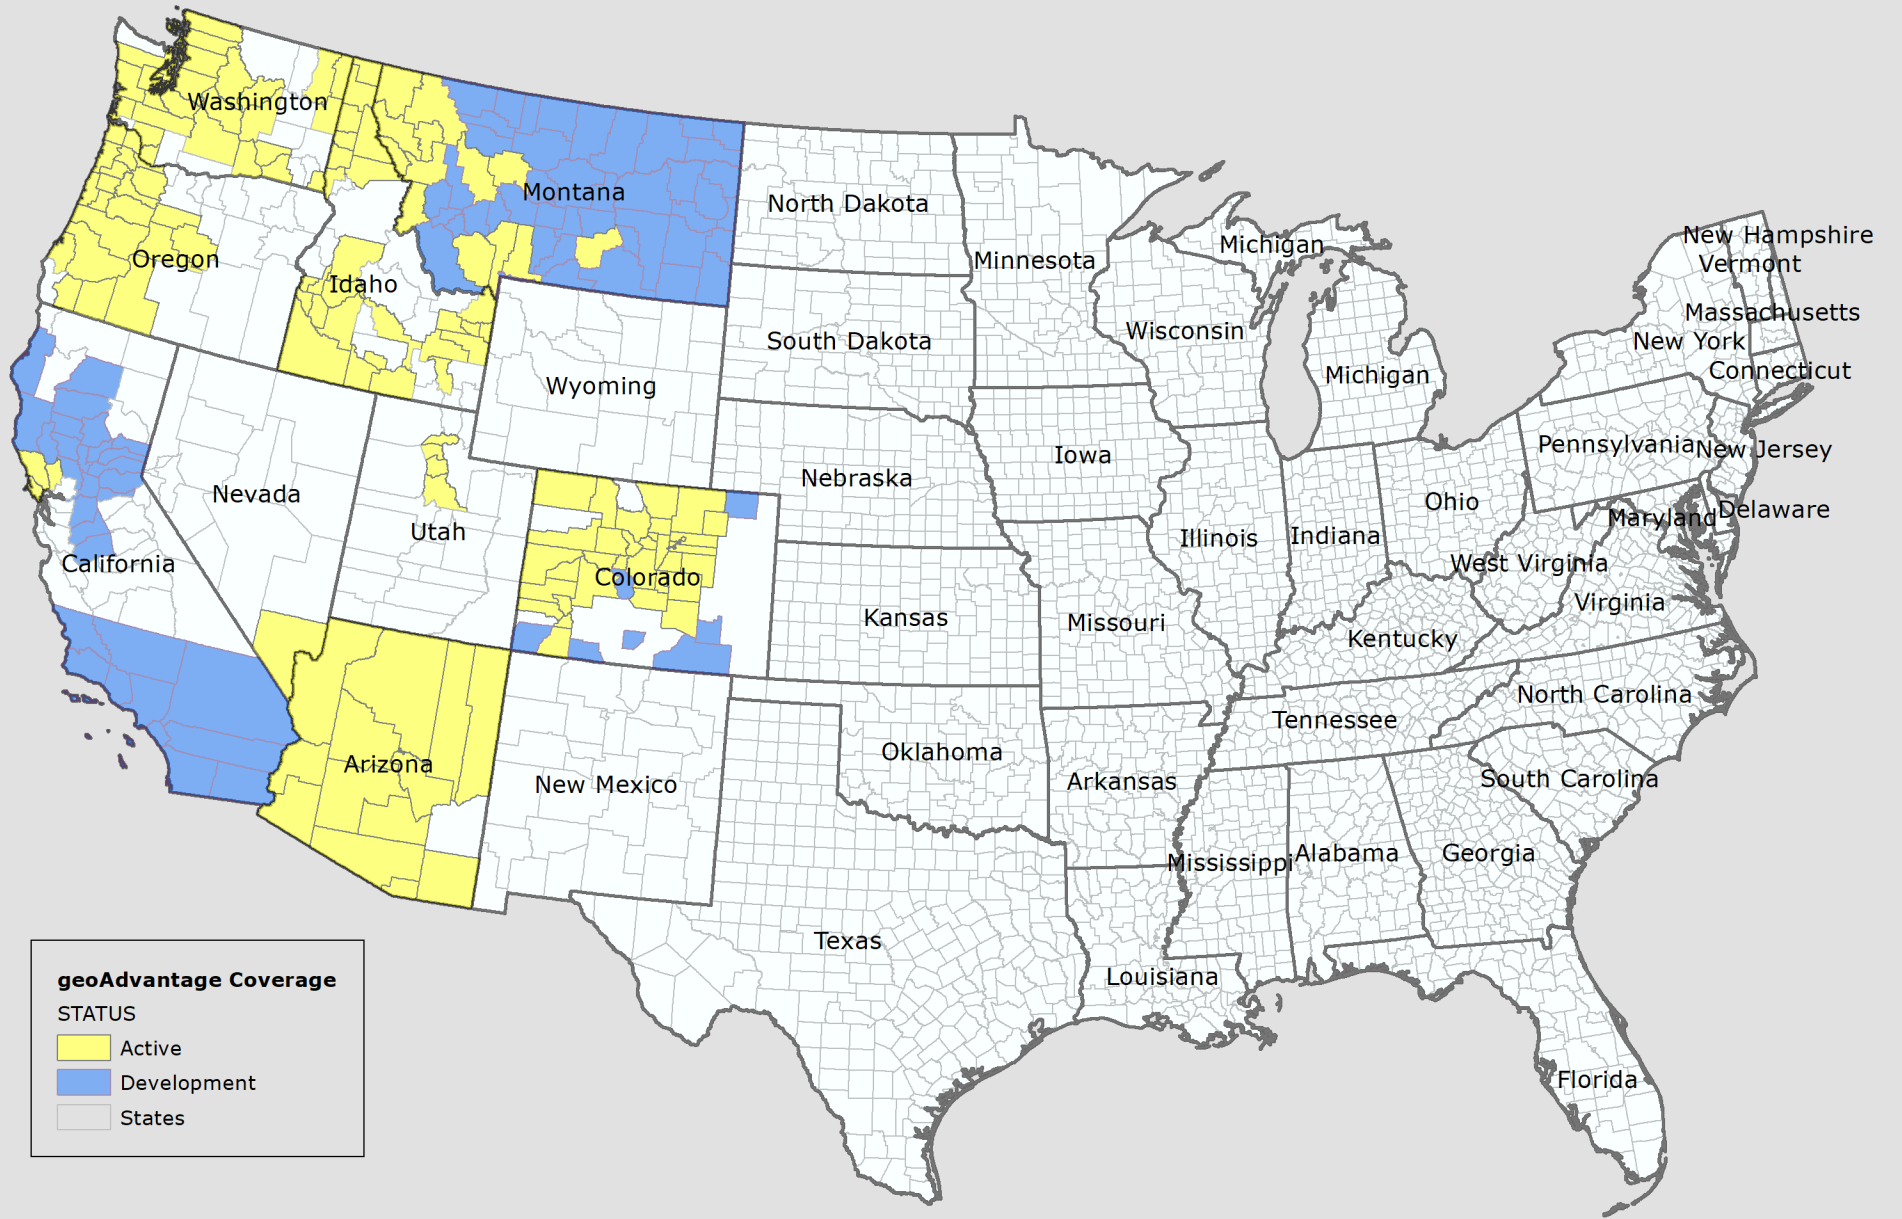 Washington
Montana
North Dakota
Minnesota
Michigan
New Hampshire
Vermont
Oregon
Idaho
Massachusetts
South Dakota
Wisconsin
New York
Wyoming
Michigan
Connecticut
Iowa
Pennsylvania
New Jersey
Nebraska
Nevada
Ohio
Delaware
Maryland
Utah
Illinois
Indiana
California
Colorado
West Virginia
Virginia
Kansas
Missouri
Kentucky
North Carolina
Tennessee
Oklahoma
Arizona
New Mexico
Arkansas
South Carolina
Mississippi
Alabama
Georgia
Texas
Louisiana
Florida
geoAdvantage Coverage
STATUS
Active
Development
States